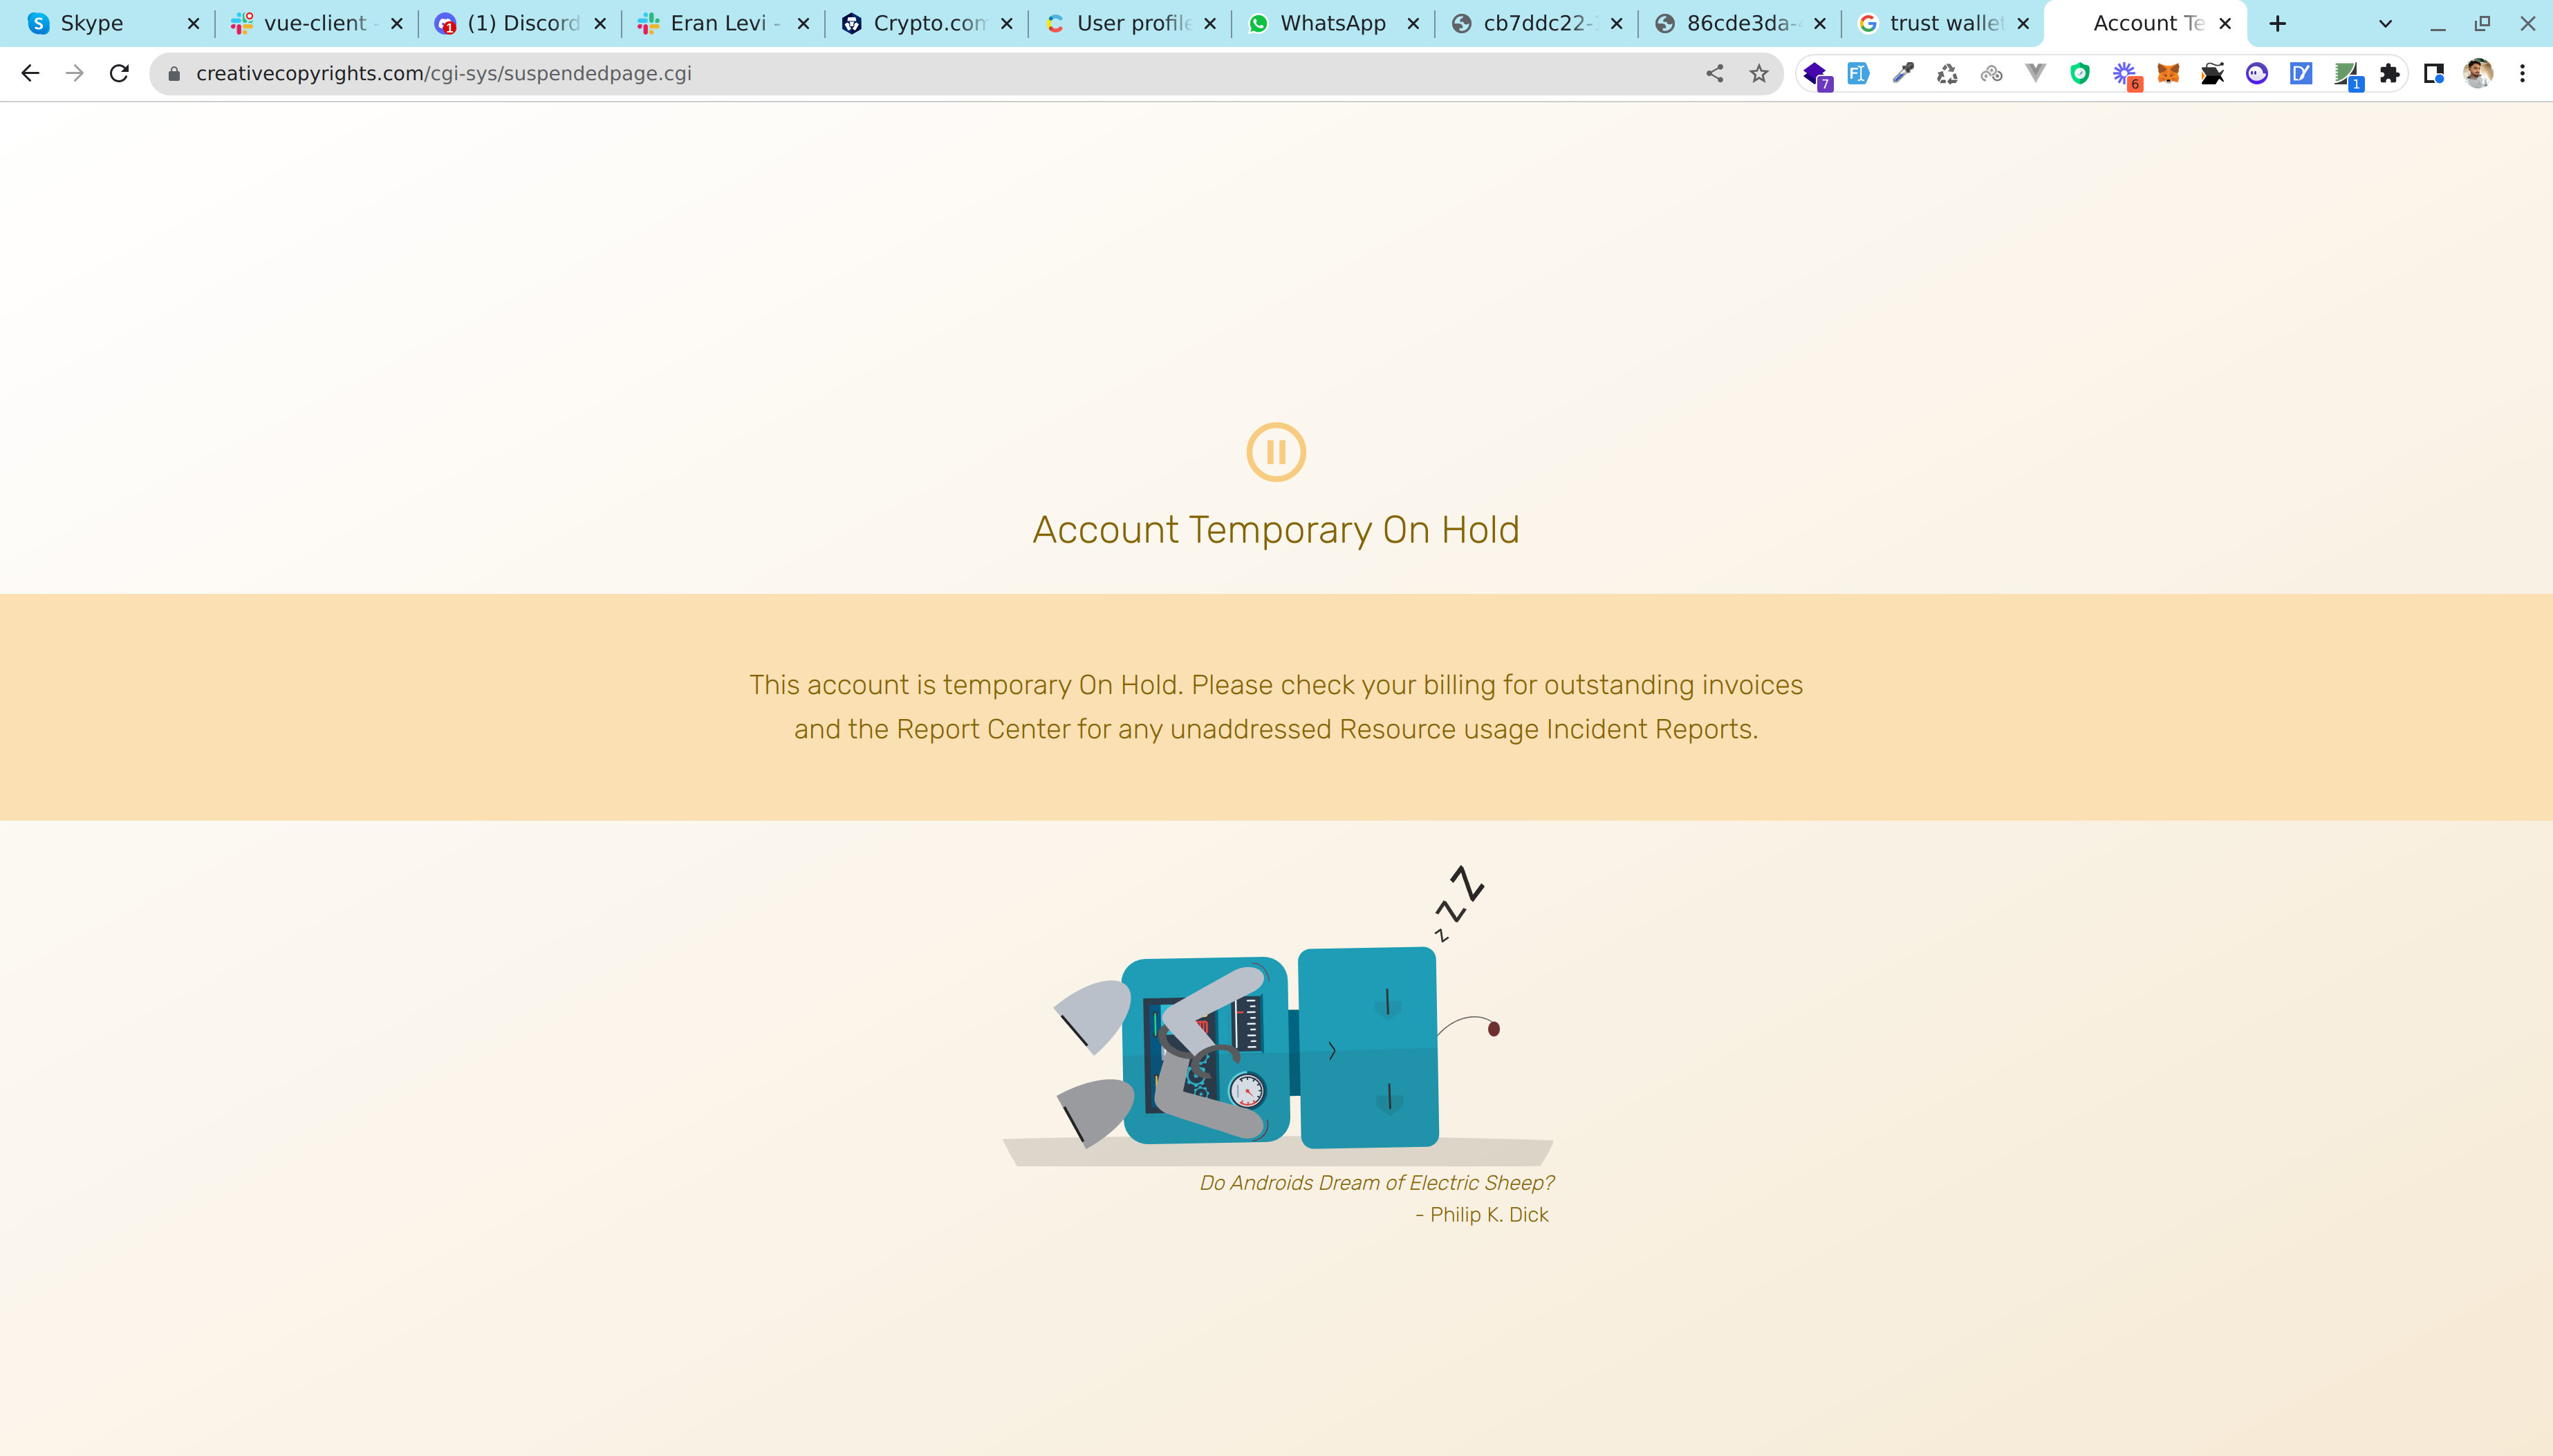 Skype
vue-client -
(1) Discord
Eran Levi -
Crypto.com
User profile
WhatsApp
cb7ddc22-
86cde3da-
trust wallet
Account Te
creativecopyrights.com/cgi-sys/suspendedpage.cgi
7
6
1
Account Temporary On Hold
This account is temporary On Hold. Please check your billing for outstanding invoices
and the Report Center for any unaddressed Resource usage Incident Reports.
z Z Z
Do Androids Dream of Electric Sheep?
- Philip K. Dick